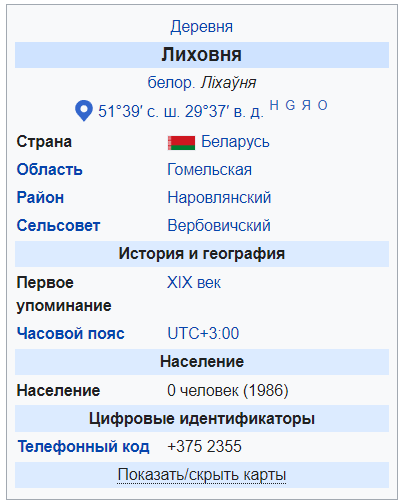 Деревня
Лиховня
белор. Ліхаўня
51°39′ с. ш. 29°37′ в. д. H G Я O
Страна Беларусь
Область Гомельская
Район Наровлянский
Сельсовет Вербовичский
История и география
Первое XIX век
упоминание
Часовой пояс UTC+3:00
Население
Население 0 человек (1986)
Цифровые идентификаторы
Телефонный код +375 2355
Показать/скрыть карты